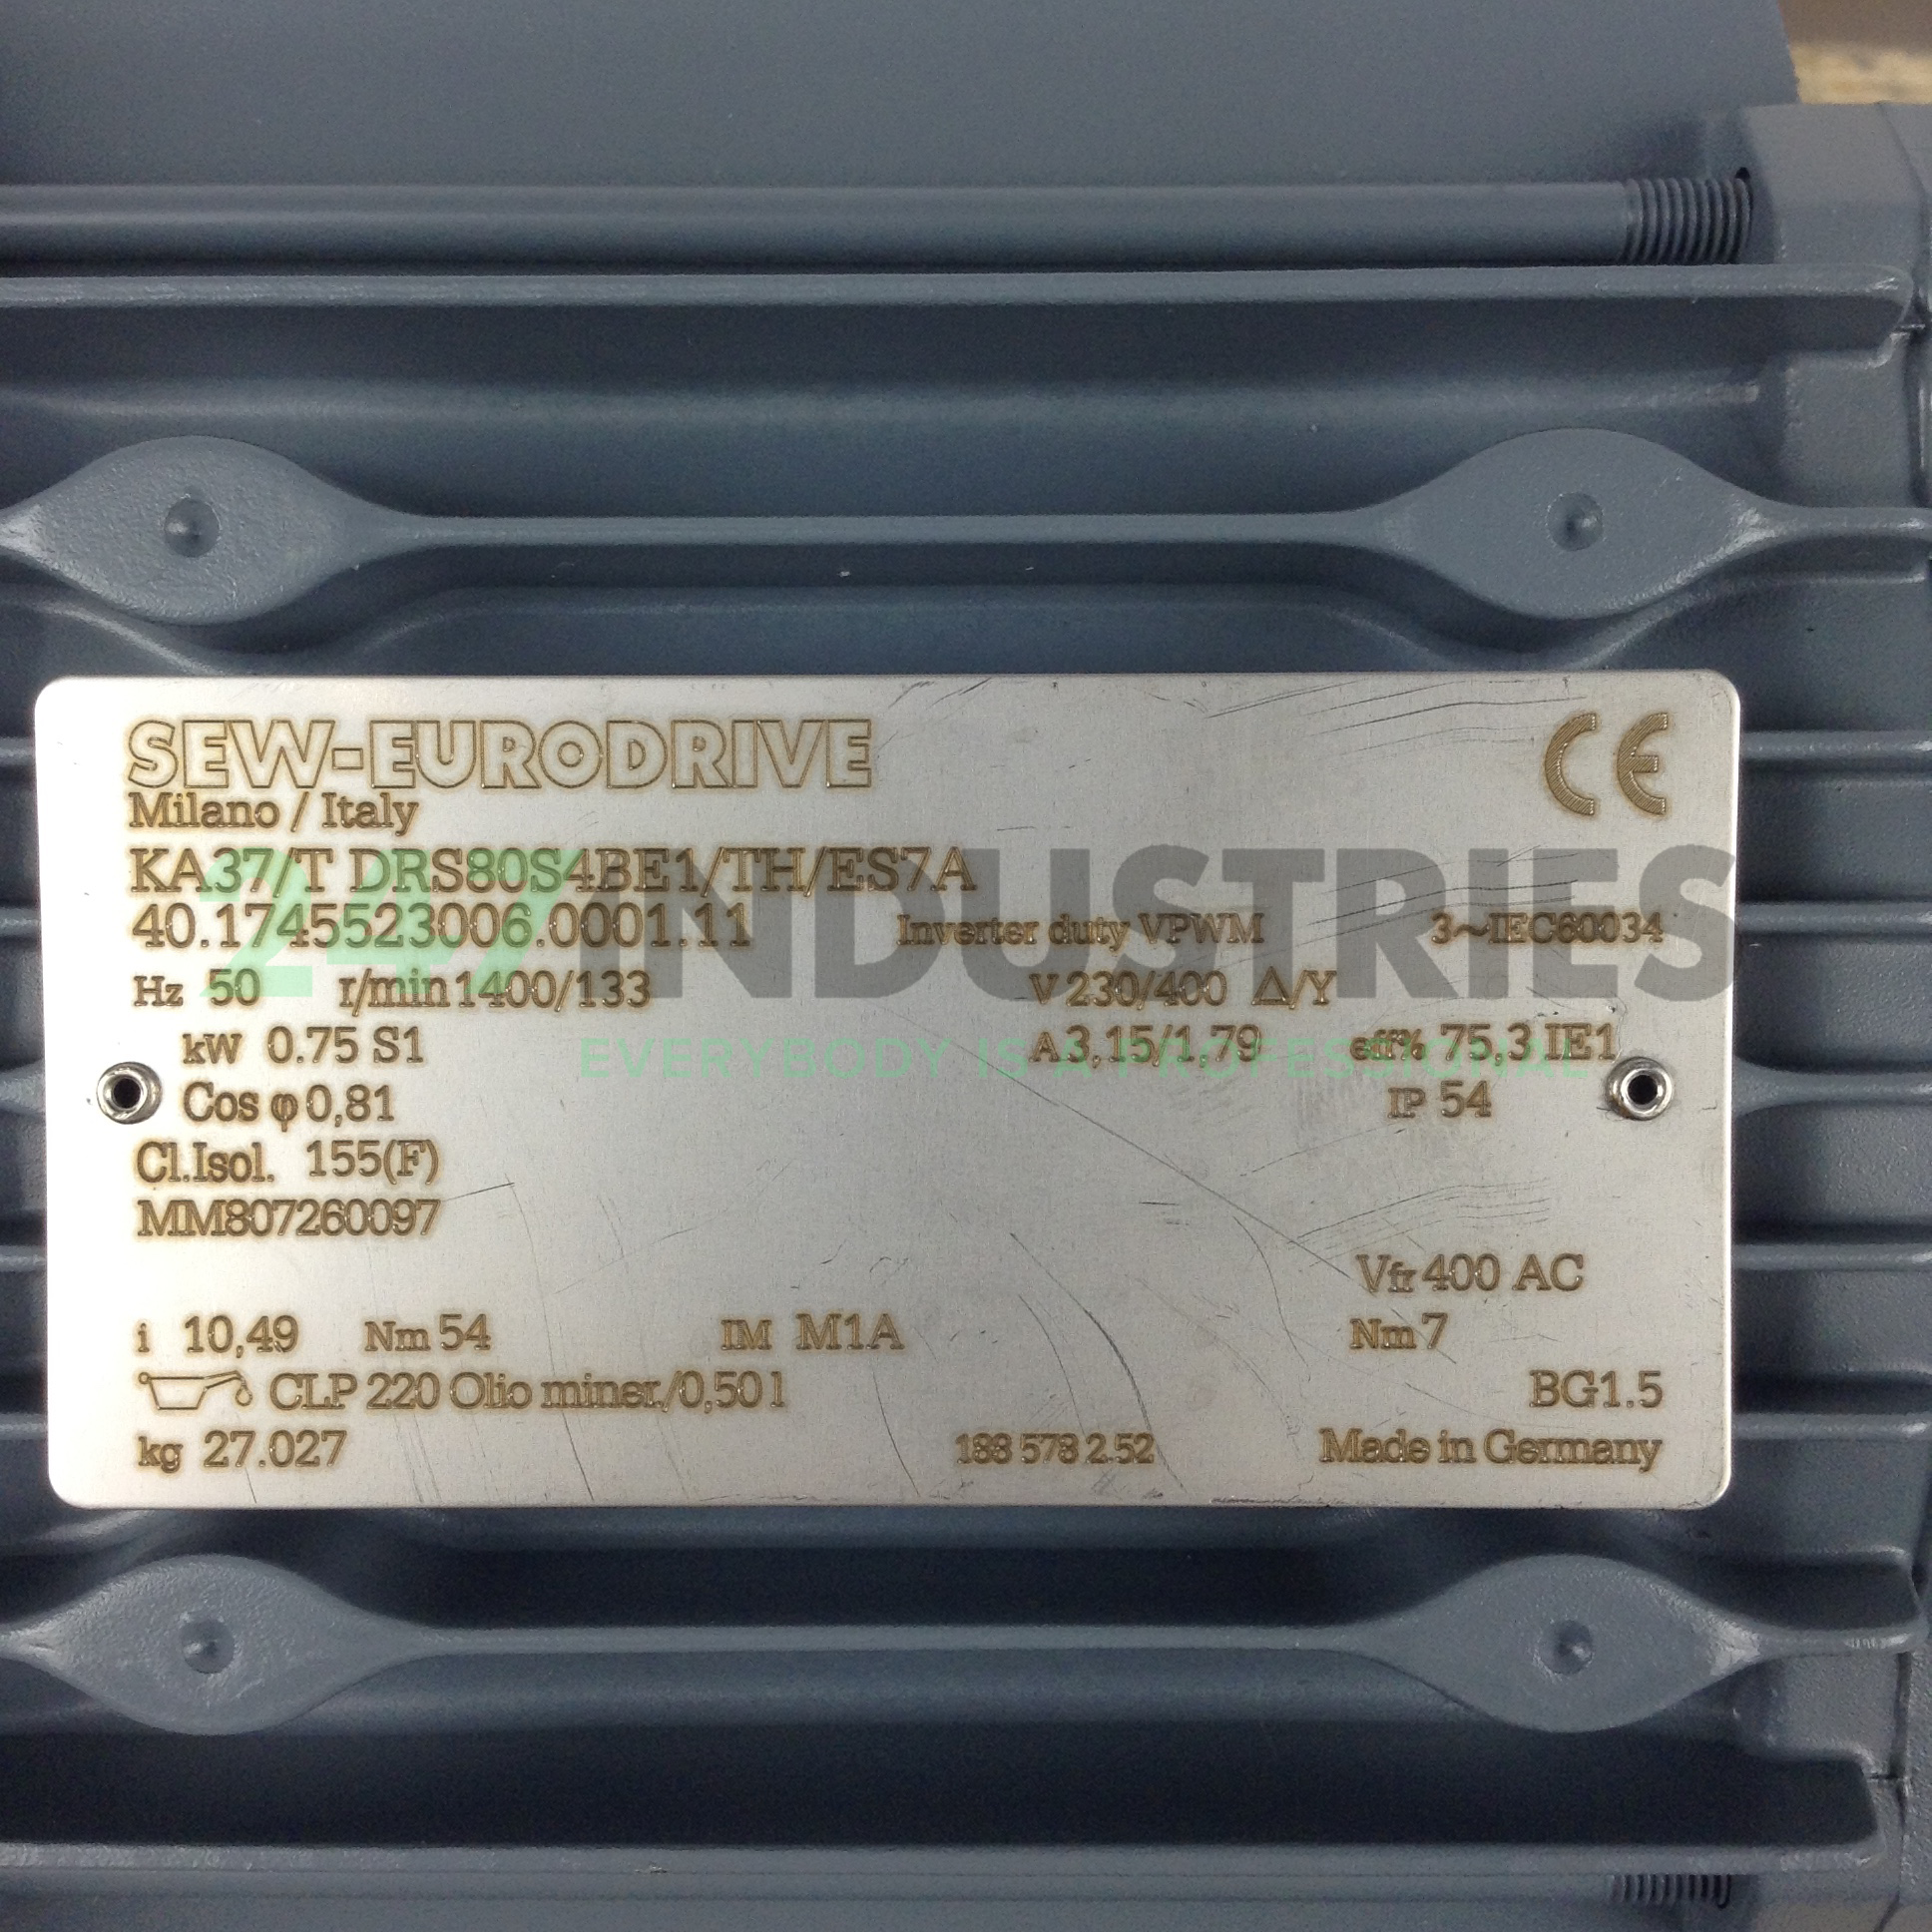 SEW-EURODRIVE CE
Milano / Italy
KA37/T DRS80S4BE1/TH/ES7A
40.1745523006.0001.11 Inverter duty VPWM 3~IEC60034
247 INDUSTRIES
Hz 50 r/min 1400/133 V 230/400 Δ/Y
kW 0.75 S1 A 3,15/1,79 eff% 75,3 IE1
EVERYBODY IS A PROFESSIONAL
Cos φ 0,81 IP 54
Cl.Isol. 155(F)
MM807260097
Vfr 400 AC
i 10,49 Nm 54 IM M1A Nm 7
CLP 220 Olio miner./0,50 l BG1.5
kg 27.027 188 578 2.52 Made in Germany